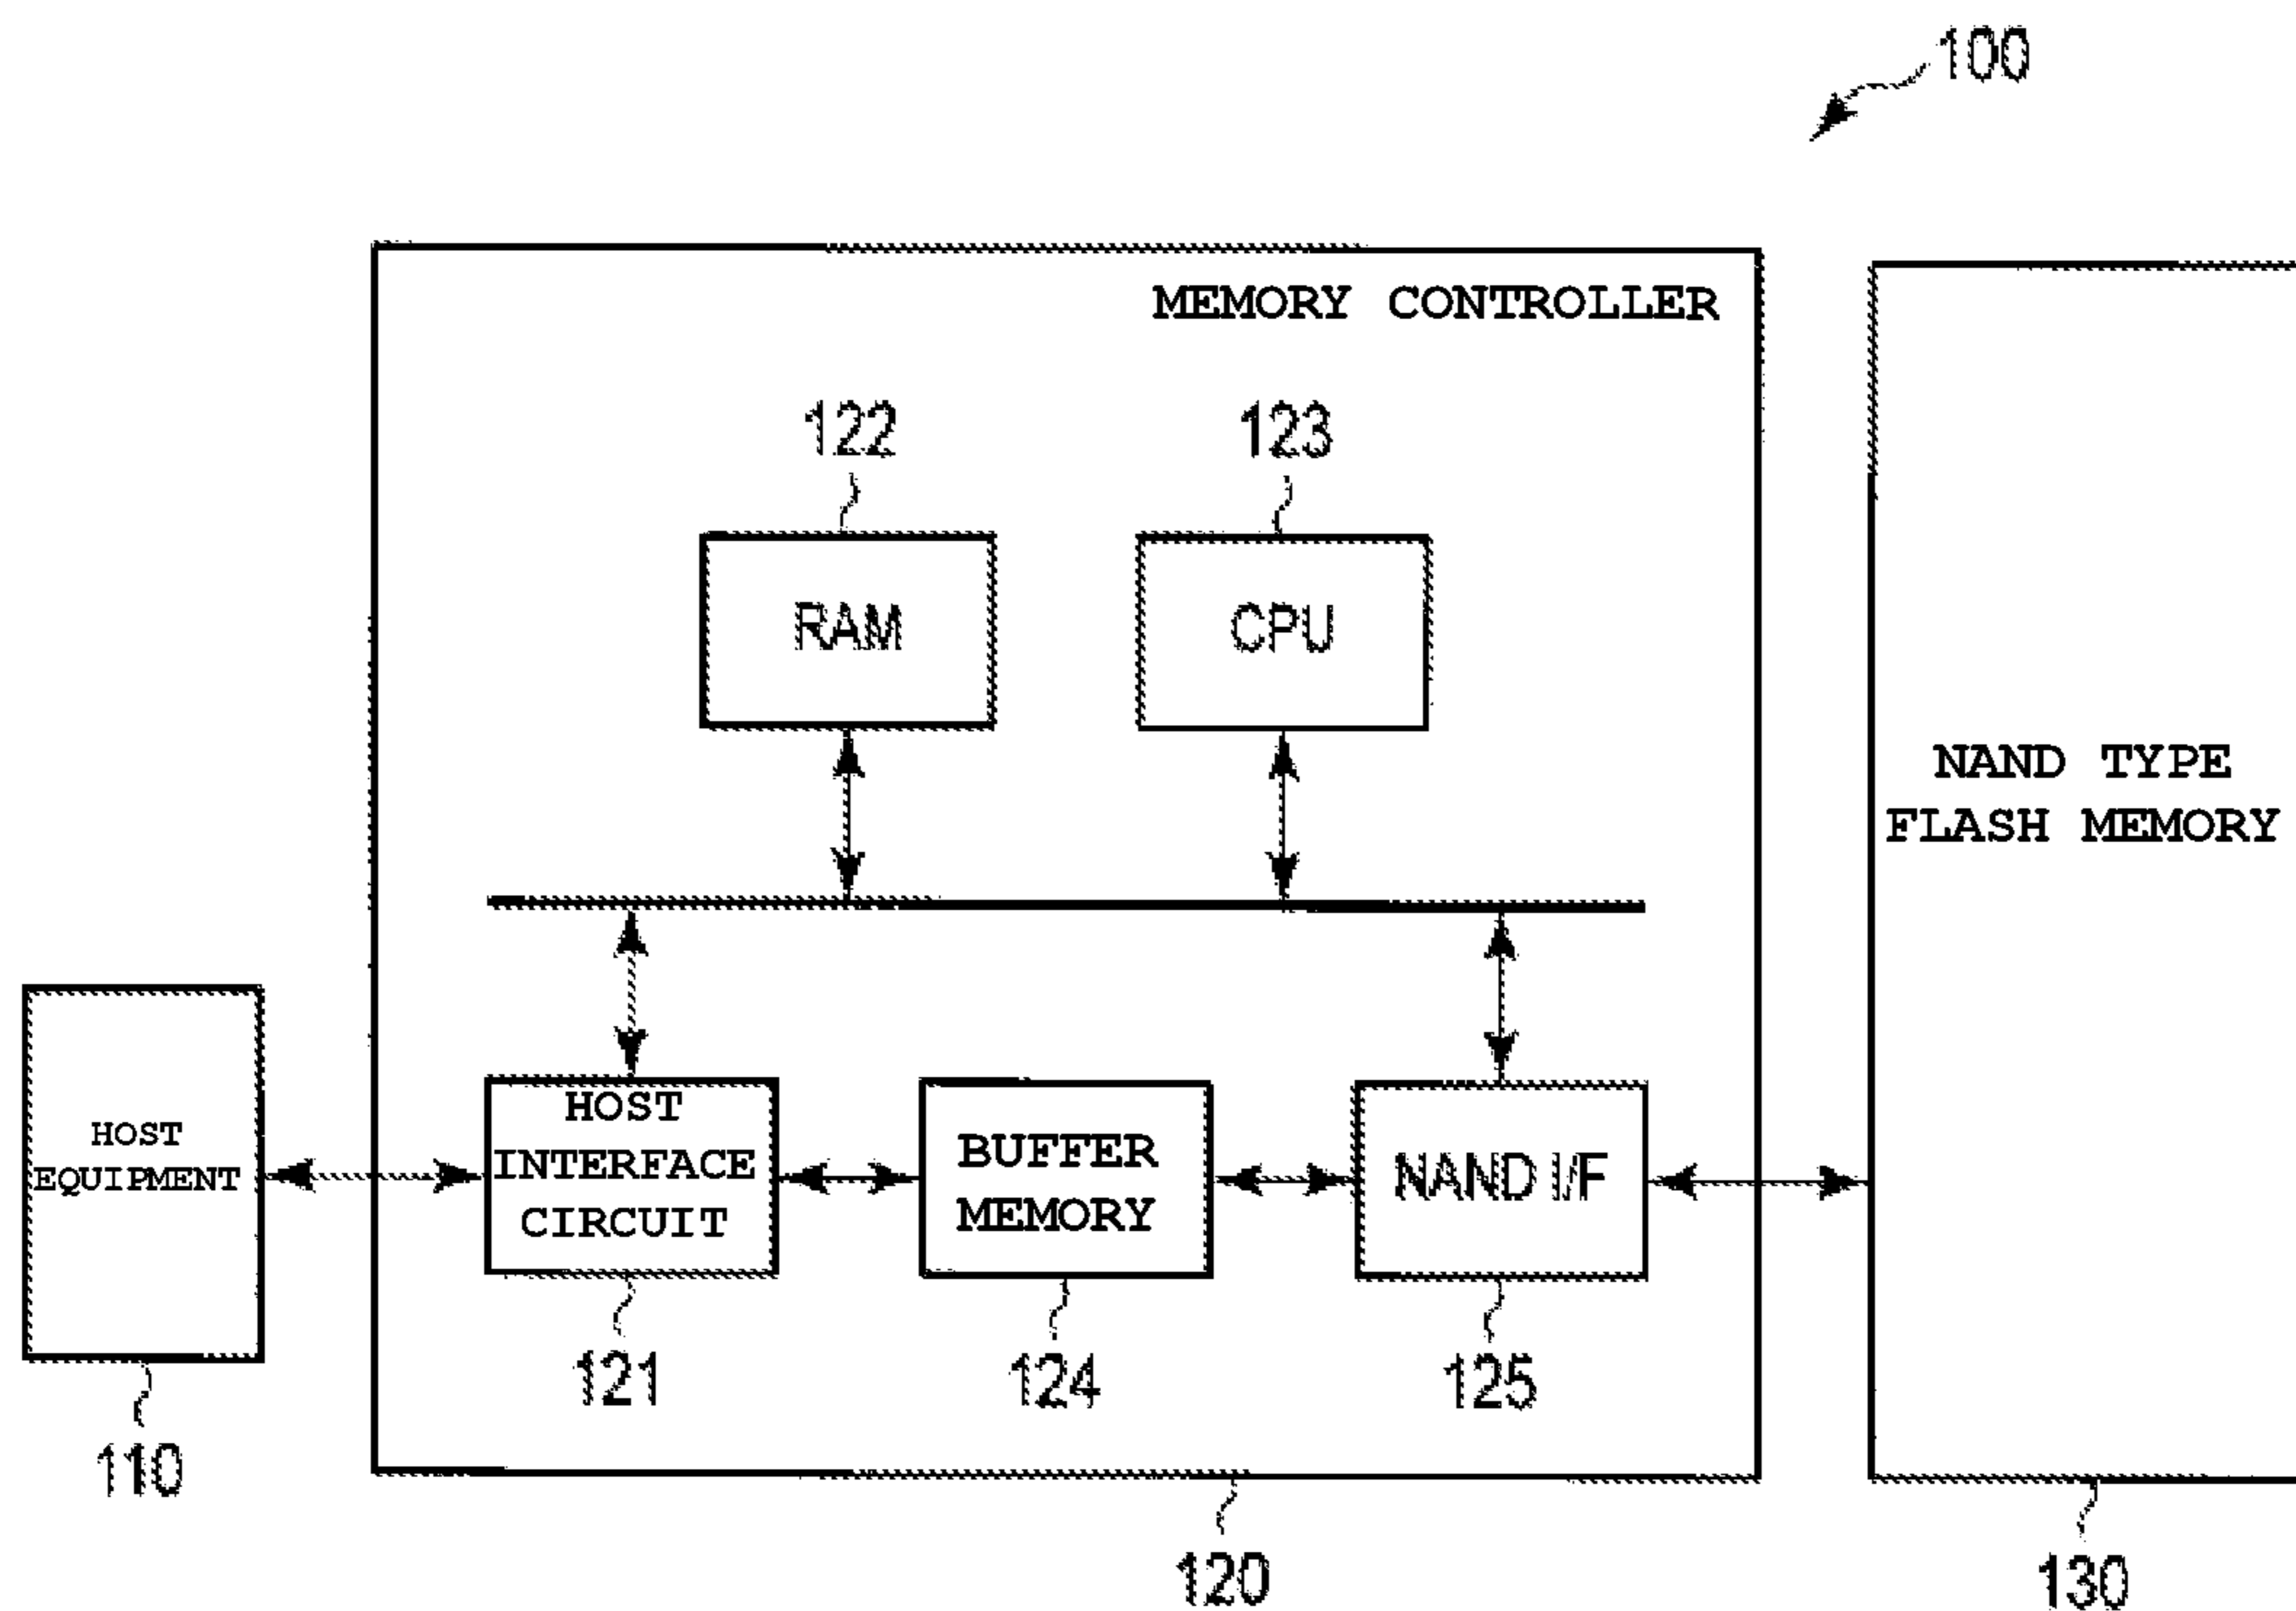 100
MEMORY CONTROLLER
122
123
RAM
CPU
NAND TYPE
FLASH MEMORY
HOST
EQUIPMENT
HOST
INTERFACE
CIRCUIT
BUFFER
MEMORY
NAND I/F
121
124
125
110
120
130